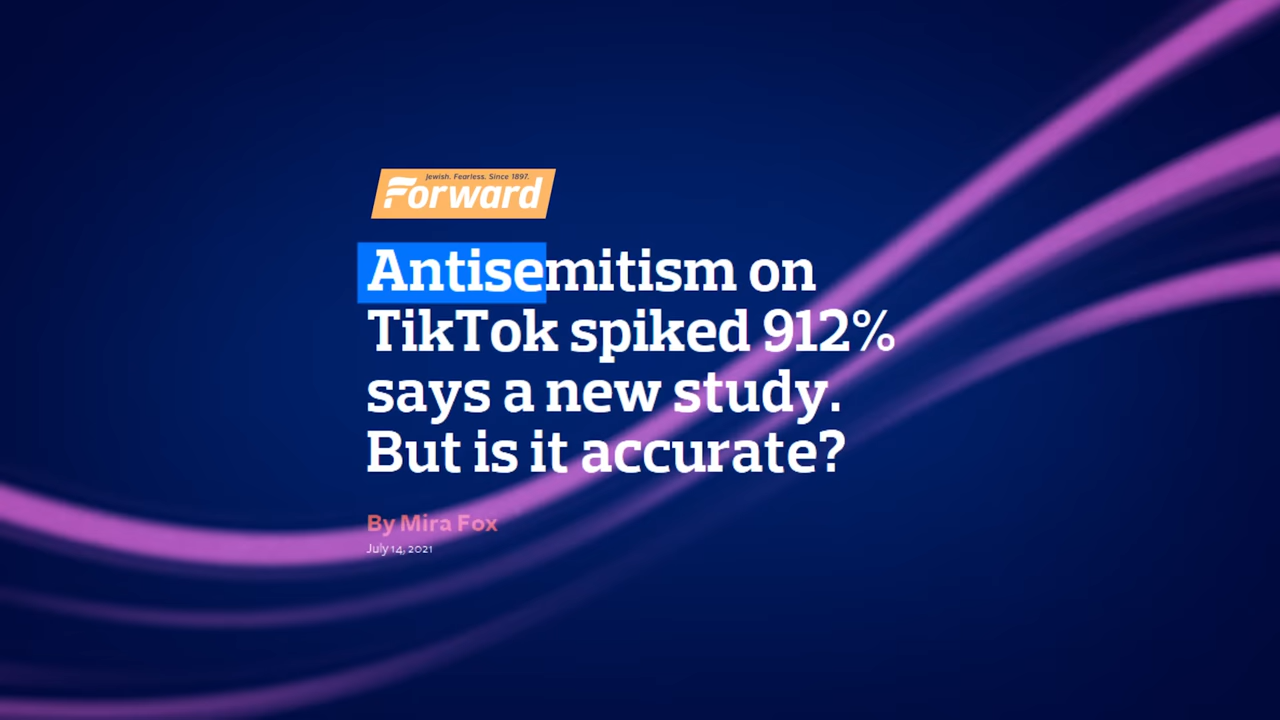 Jewish. Fearless. Since 1897.
Forward
Antisemitism on
TikTok spiked 912%
says a new study.
But is it accurate?
By Mira Fox
July 14, 2021